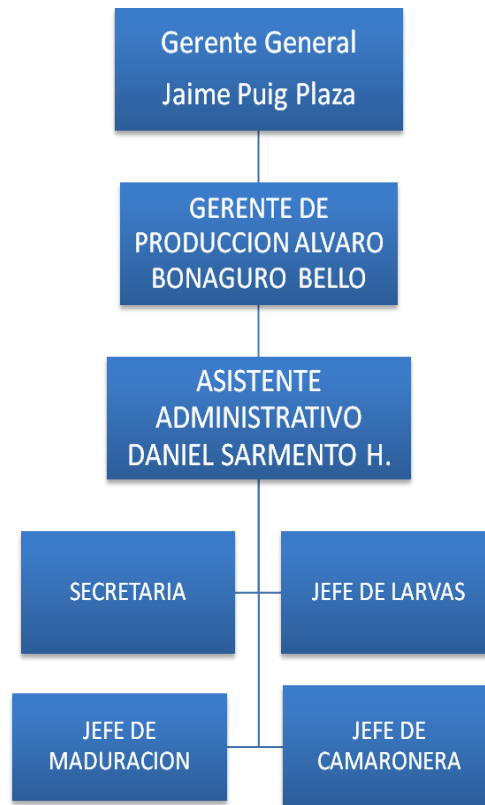 Gerente General
Jaime Puig Plaza
GERENTE DE
PRODUCCION ALVARO
BONAGURO BELLO
ASISTENTE
ADMINISTRATIVO
DANIEL SARMENTO H.
SECRETARIA
JEFE DE LARVAS
JEFE DE
MADURACION
JEFE DE
CAMARONERA